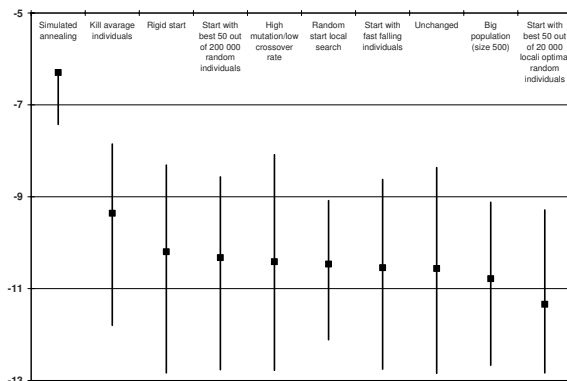 -5
Simulated
annealing
Kill avarage
individuals
Rigid start
Start with
best 50 out
of 200 000
random
individuals
High
mutation/low
crossover
rate
Random
start local
search
Start with
fast falling
individuals
Unchanged
Big
population
(size 500)
Start with
best 50 out
of 20 000
locali optima
random
individuals
-7
-9
-11
-13